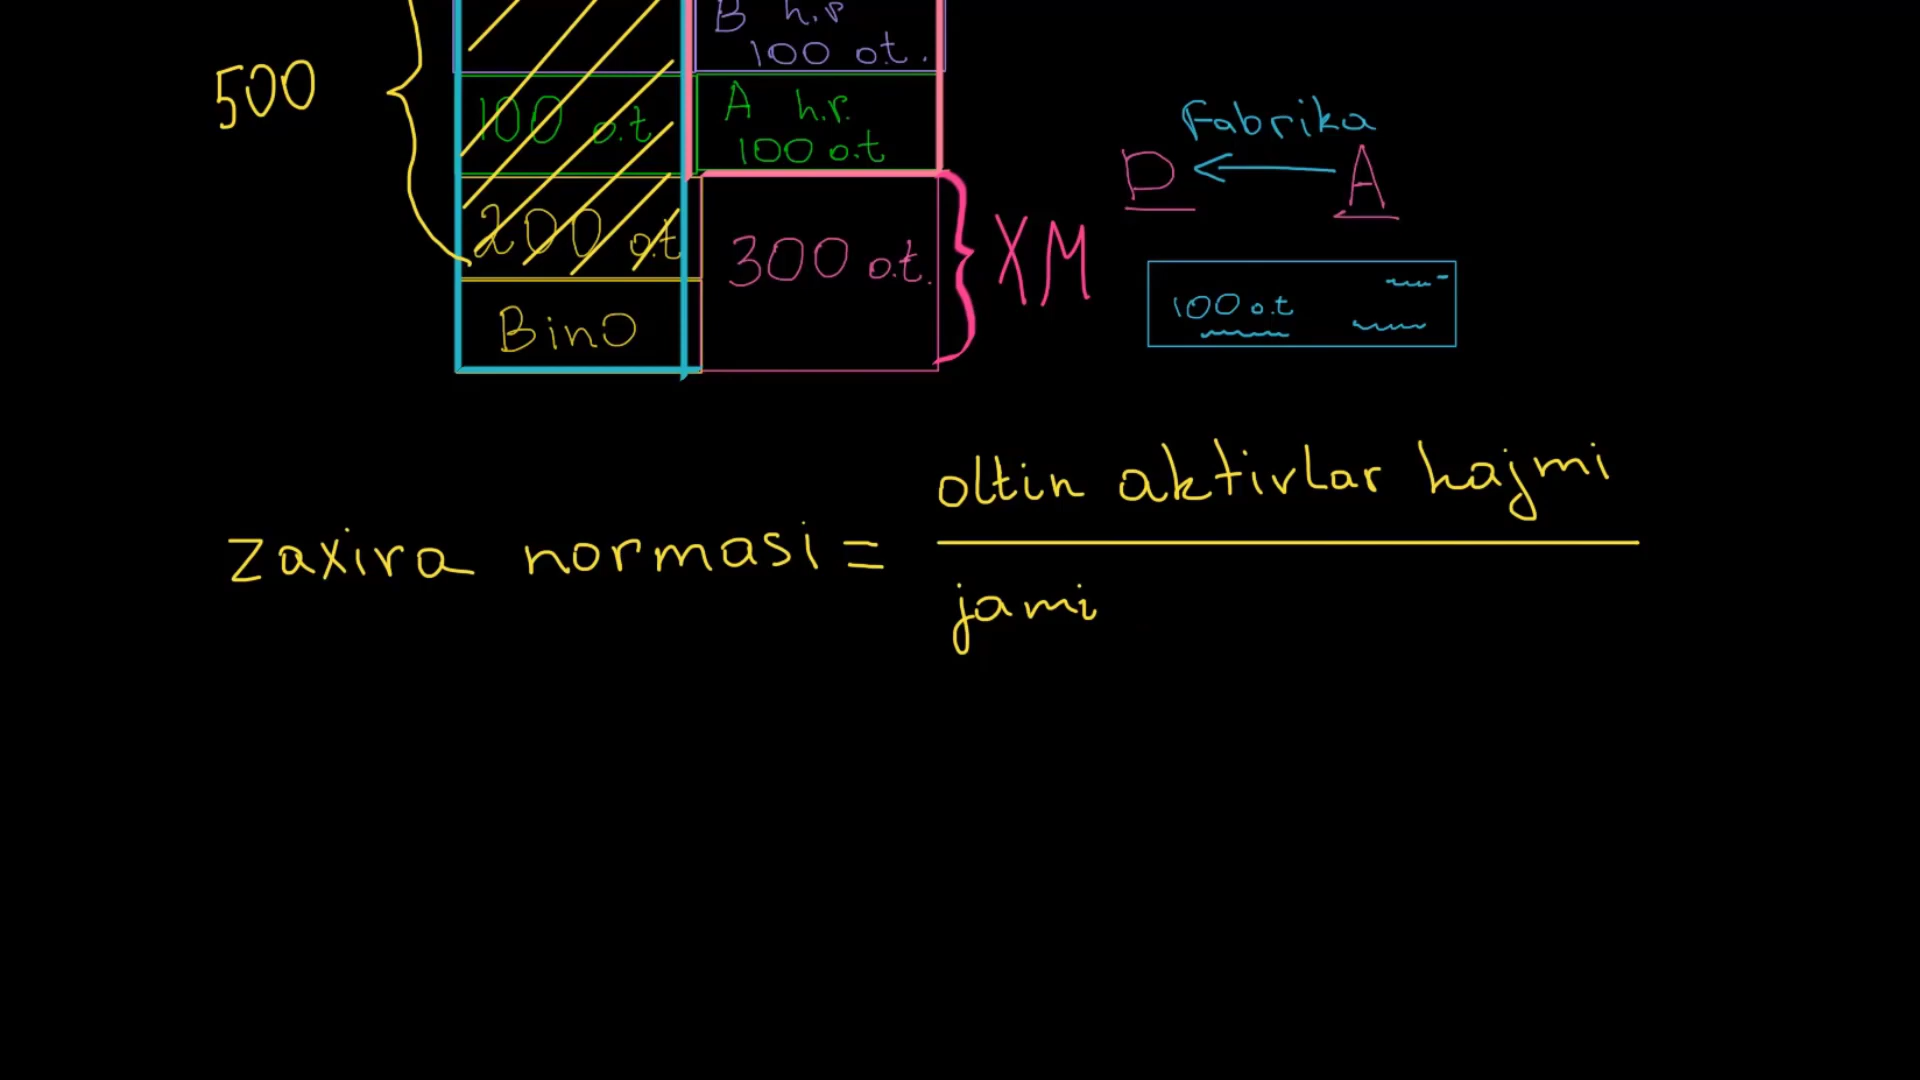 B h.r
100 o.t.
500
100 o.t
A h.r.
100 o.t
Fabrika
D A
200 o.t
300 o.t.
XM
100 o.t
Bino
oltin aktivlar hajmi
zaxira normasi =
jami